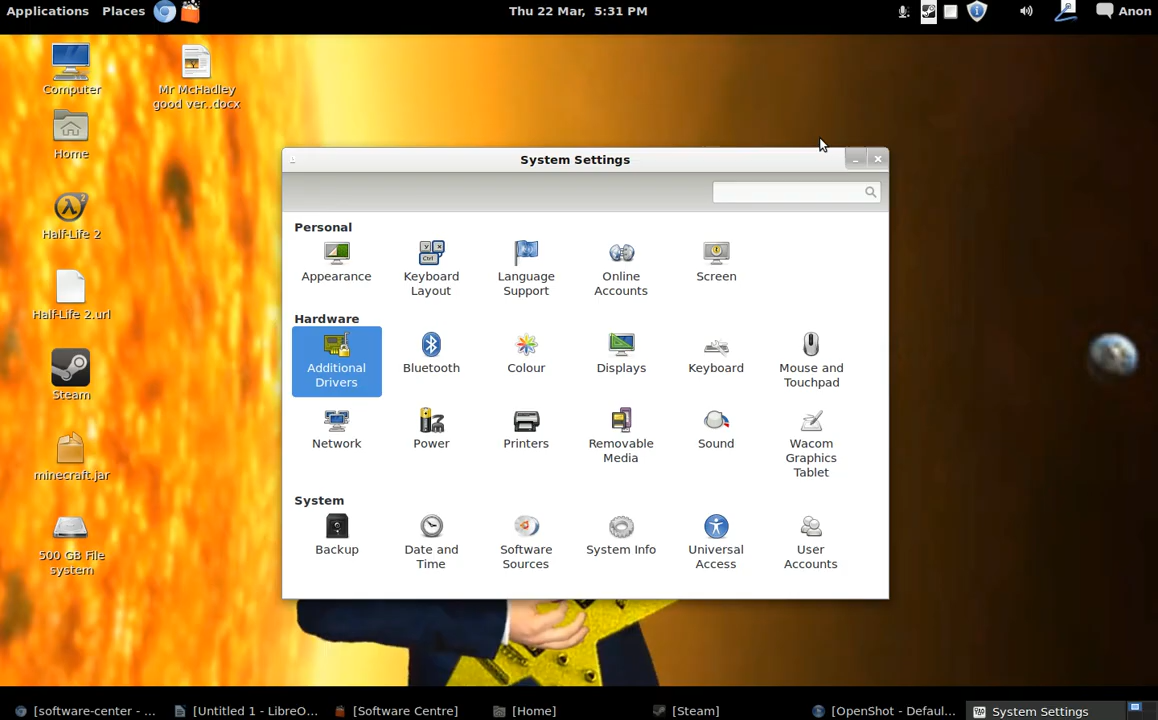 Applications Places Thu 22 Mar, 5:31 PM Anon
Computer
Mr McHadley
good ver..docx
Home
Half-Life 2
Half-Life 2.url
Steam
minecraft.jar
500 GB File
system
System Settings
Personal
Appearance
Keyboard
Layout
Language
Support
Online
Accounts
Screen
Hardware
Additional
Drivers
Bluetooth
Colour
Displays
Keyboard
Mouse and
Touchpad
Network
Power
Printers
Removable
Media
Sound
Wacom
Graphics
Tablet
System
Backup
Date and
Time
Software
Sources
System Info
Universal
Access
User
Accounts
[software-center - ... [Untitled 1 - LibreO... [Software Centre] [Home] [Steam] [OpenShot - Defaul... System Settings